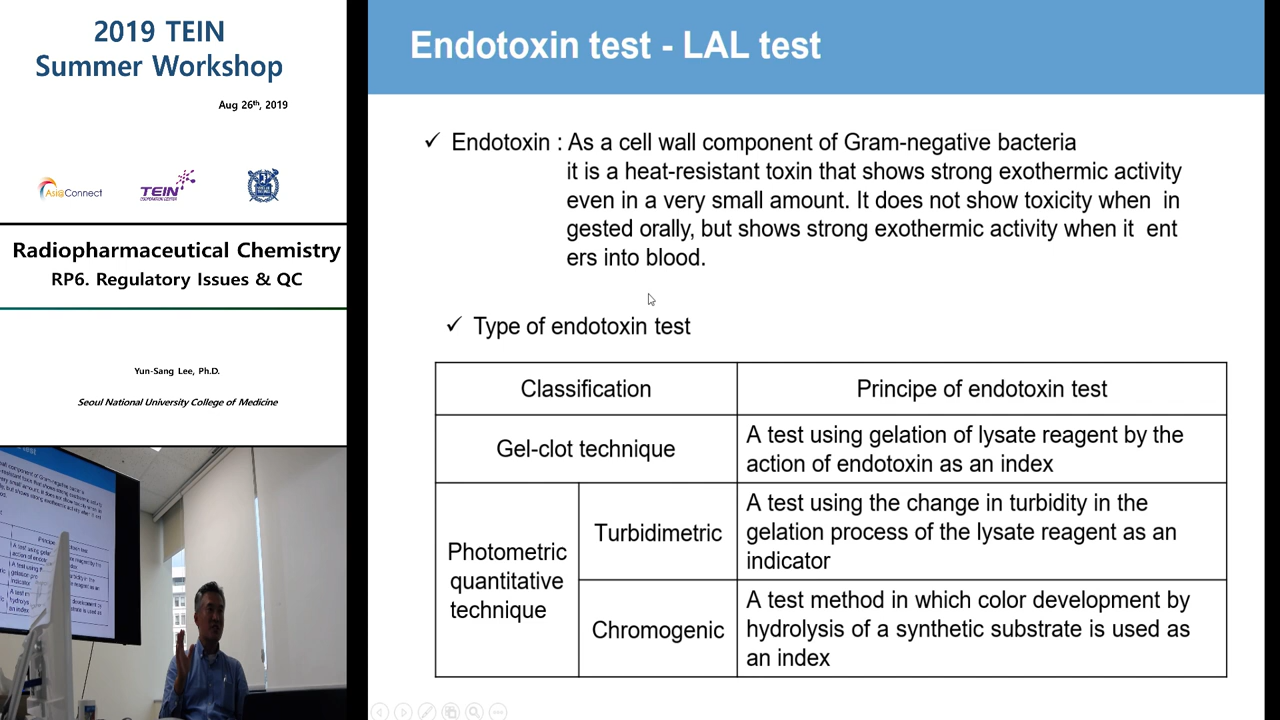 2019 TEIN
Summer Workshop
Aug 26th, 2019
Asi@Connect
TEIN
COOPERATION CENTER
Radiopharmaceutical Chemistry
RP6. Regulatory Issues & QC
Yun-Sang Lee, Ph.D.
Seoul National University College of Medicine
Endotoxin test - LAL test
✓ Endotoxin : As a cell wall component of Gram-negative bacteria
it is a heat-resistant toxin that shows strong exothermic activity
even in a very small amount. It does not show toxicity when in
gested orally, but shows strong exothermic activity when it ent
ers into blood.
✓ Type of endotoxin test
Classification
Principe of endotoxin test
Gel-clot technique
A test using gelation of lysate reagent by the
action of endotoxin as an index
Photometric
quantitative
technique
Turbidimetric
A test using the change in turbidity in the
gelation process of the lysate reagent as an
indicator
Chromogenic
A test method in which color development by
hydrolysis of a synthetic substrate is used as
an index